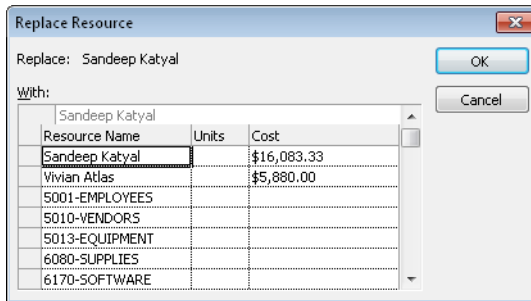 Replace Resource
Replace: Sandeep Katyal
OK
With:
Cancel
Sandeep Katyal
Resource Name Units Cost
Sandeep Katyal $16,083.33
Vivian Atlas $5,880.00
5001-EMPLOYEES
5010-VENDORS
5013-EQUIPMENT
6080-SUPPLIES
6170-SOFTWARE